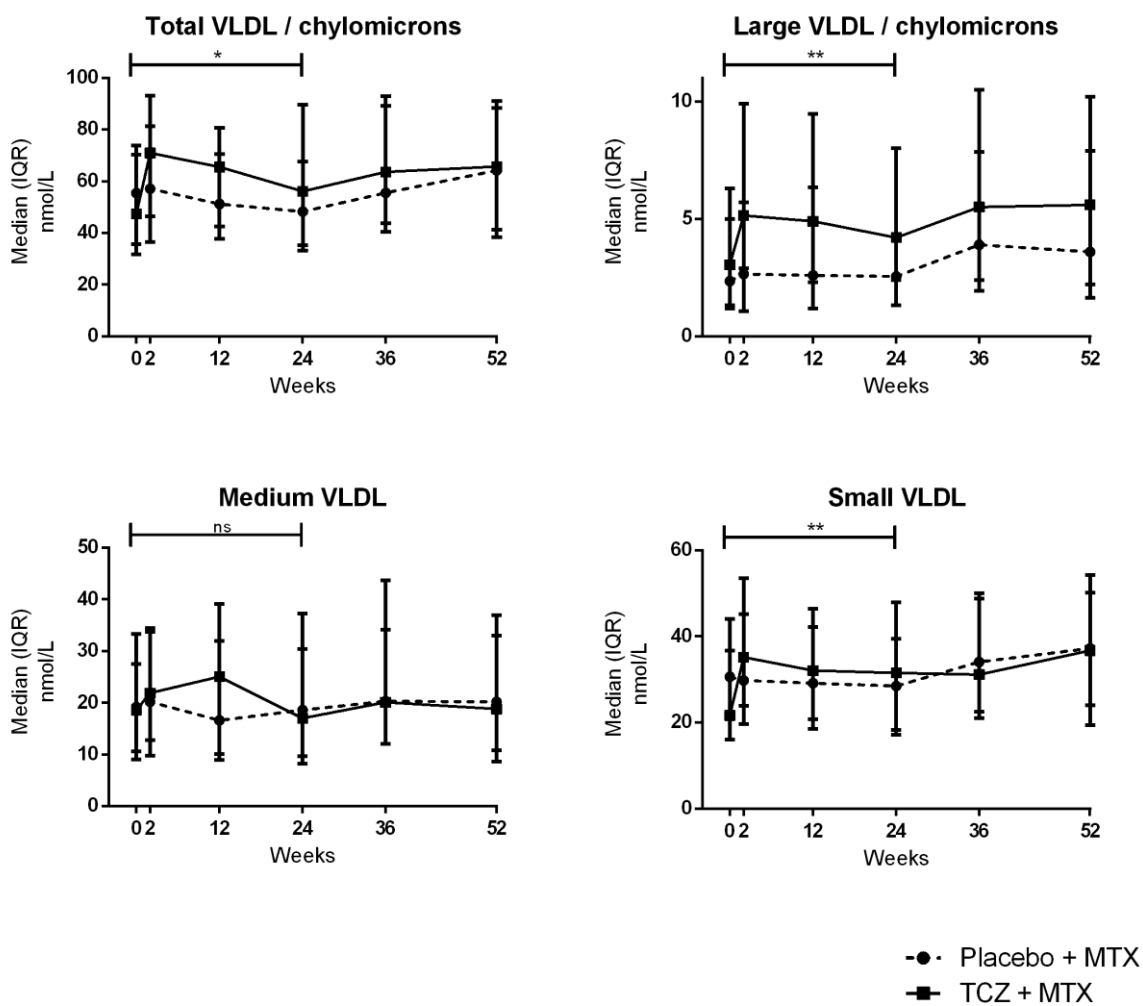 Total VLDL / chylomicrons
*
Median (IQR)
nmol/L
100
80
60
40
20
0
0 2 12 24 36 52
Weeks
Large VLDL / chylomicrons
**
Median (IQR)
nmol/L
10
5
0
0 2 12 24 36 52
Weeks
Medium VLDL
ns
Median (IQR)
nmol/L
50
40
30
20
10
0
0 2 12 24 36 52
Weeks
Small VLDL
**
Median (IQR)
nmol/L
60
40
20
0
0 2 12 24 36 52
Weeks
Placebo + MTX
TCZ + MTX